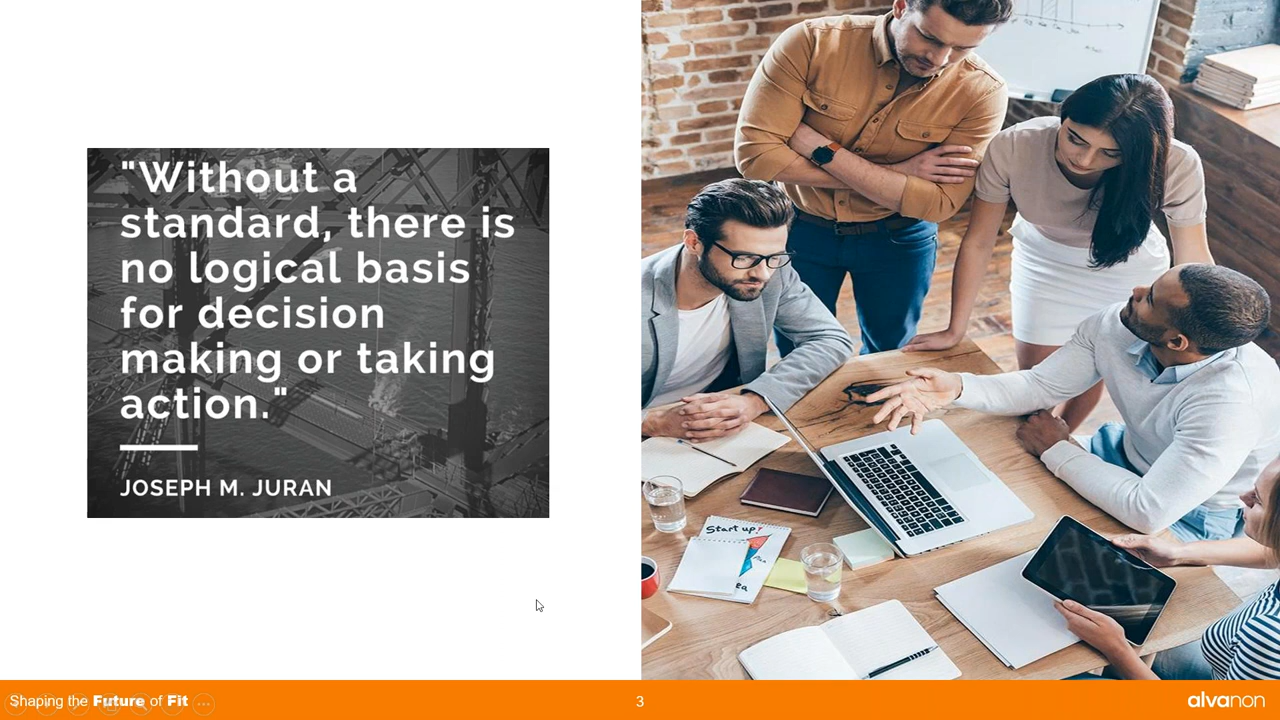 "Without a
standard, there is
no logical basis
for decision
making or taking
action."
JOSEPH M. JURAN
Start up!
Shaping the Future of Fit
3
alvanon